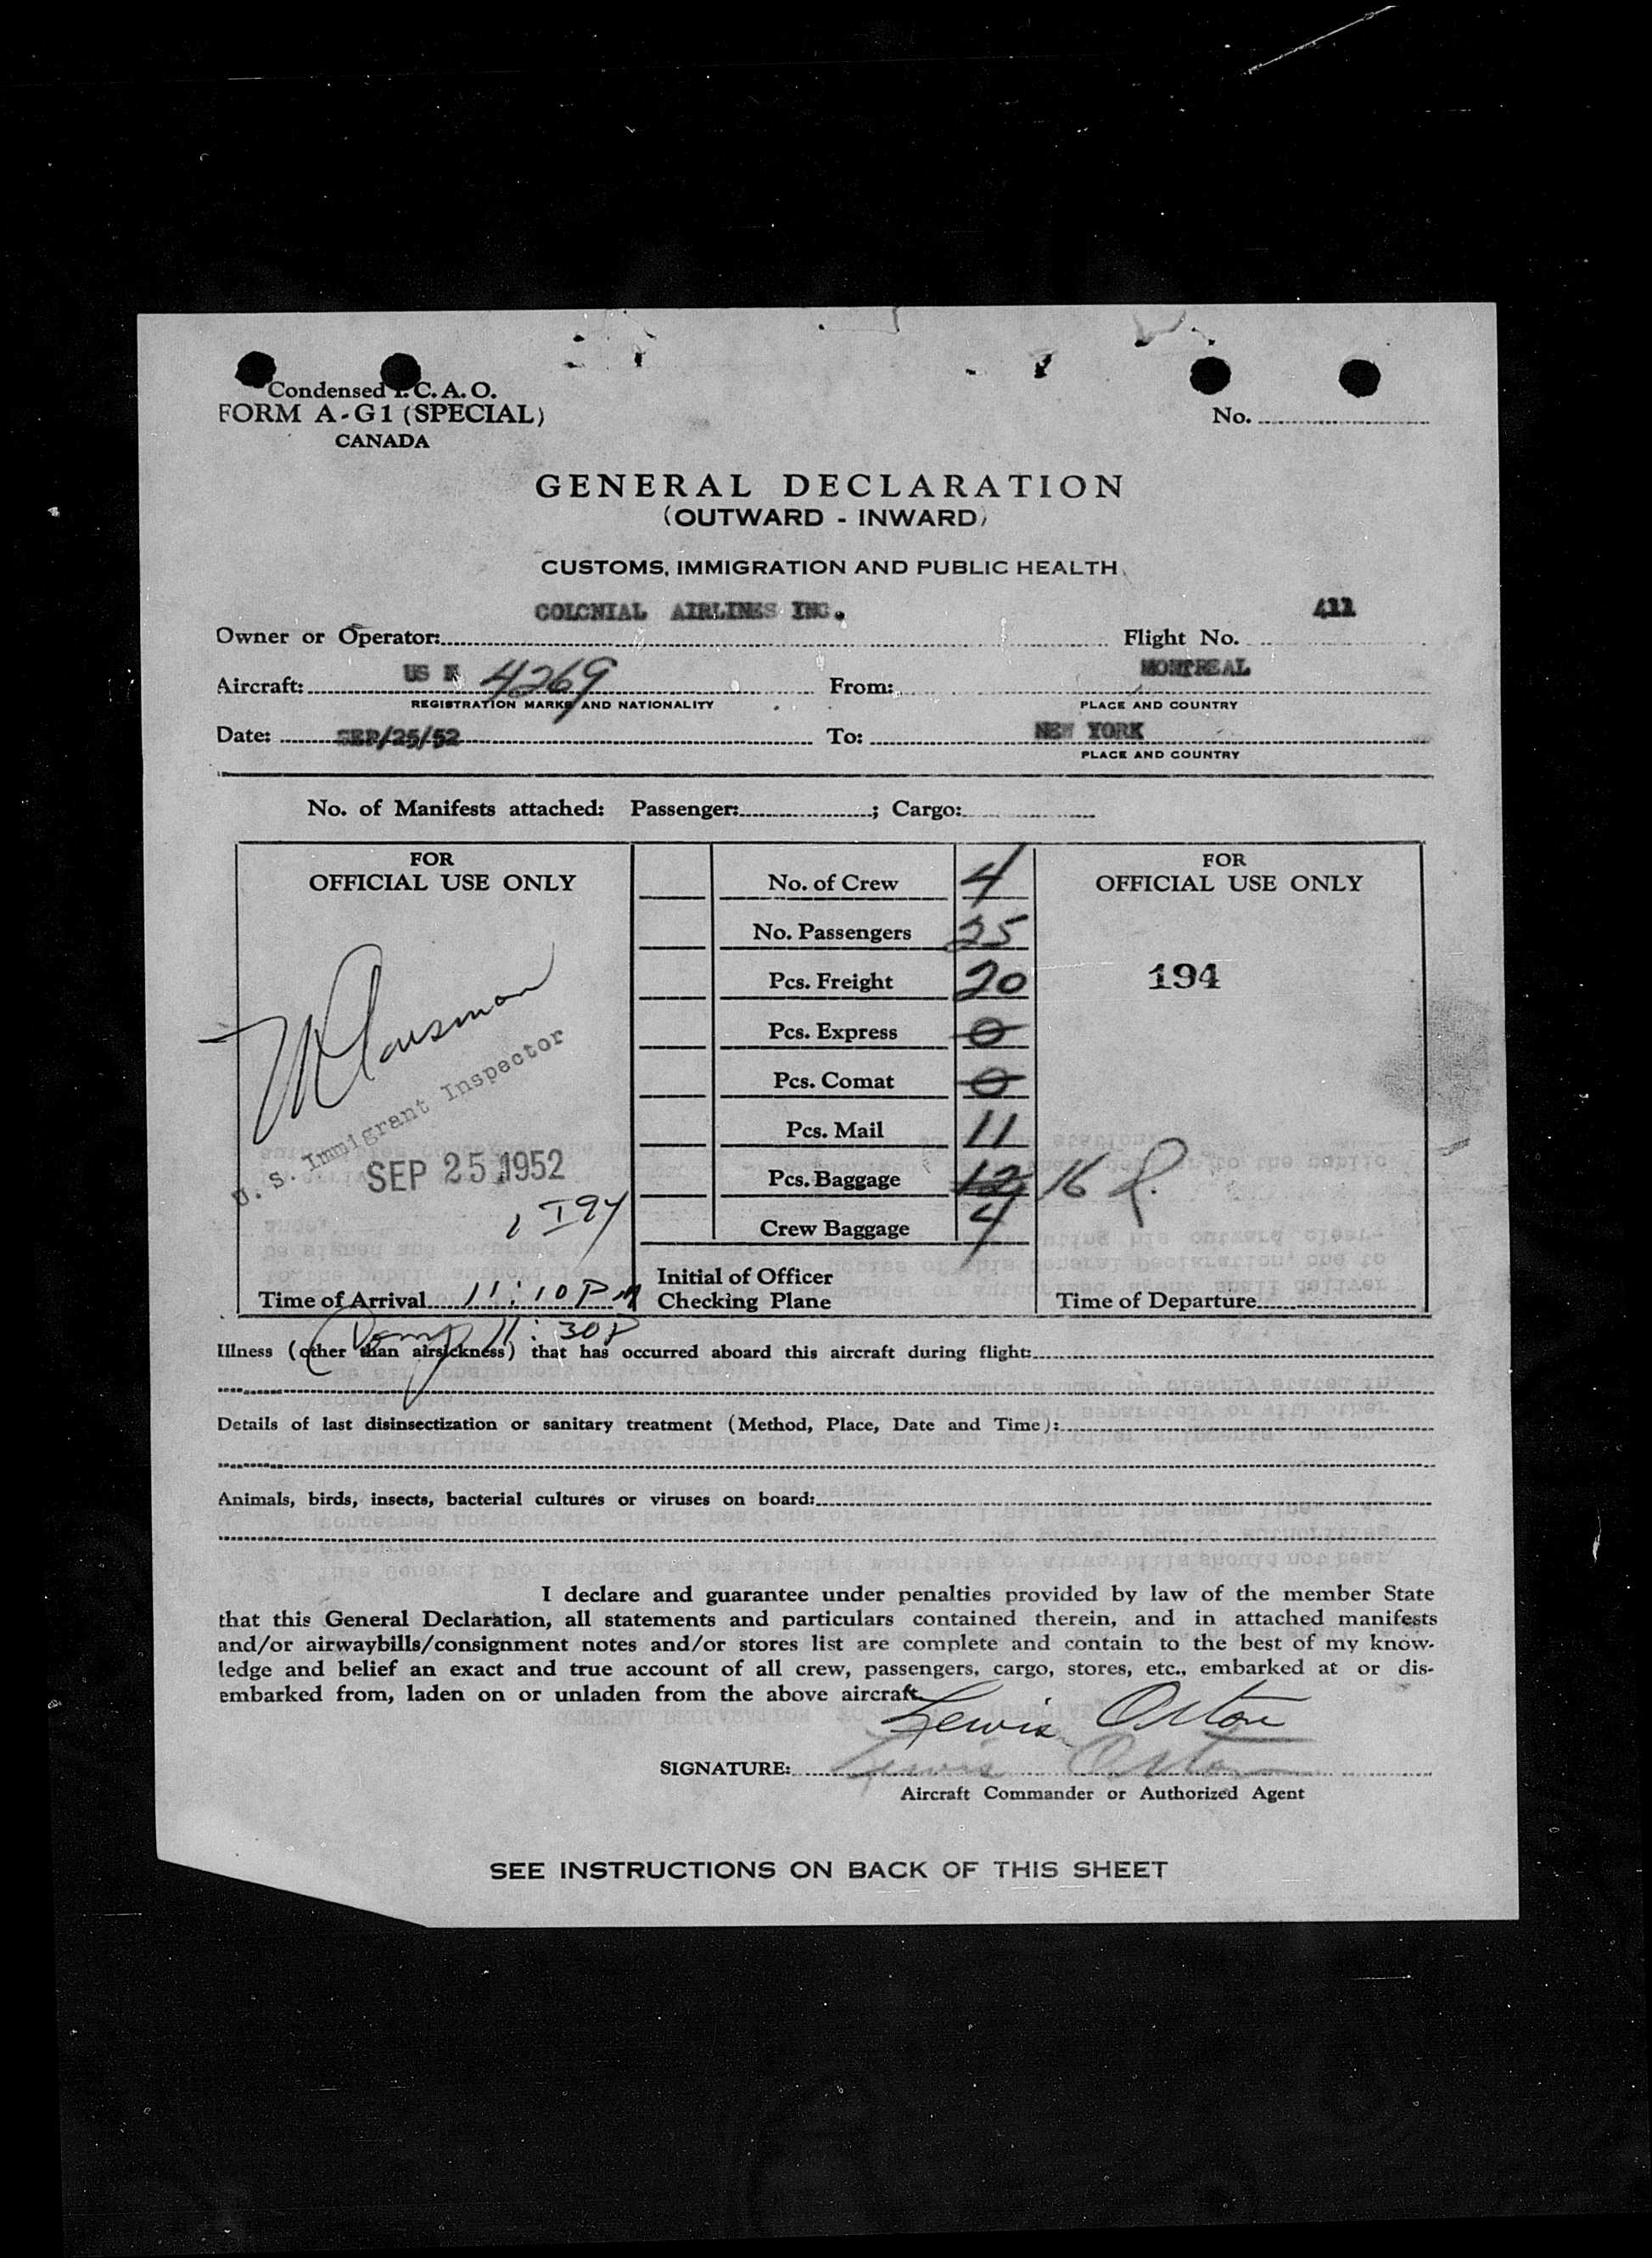 Condensed I. C. A. O.
FORM A-G1 (SPECIAL)
CANADA
No.
GENERAL DECLARATION
(OUTWARD - INWARD)
CUSTOMS, IMMIGRATION AND PUBLIC HEALTH
COLONIAL AIRLINES INC.
411
Owner or Operator:
Flight No.
US N 4269
MONTREAL
Aircraft:
From:
REGISTRATION MARKS AND NATIONALITY
PLACE AND COUNTRY
Date: SEP/25/52
To: NEW YORK
PLACE AND COUNTRY
No. of Manifests attached: Passenger: ; Cargo:
FOR
OFFICIAL USE ONLY
U. S. Immigrant Inspector
SEP 25 1952
Time of Arrival 11:10 PM
11:30P
No. of Crew 4
No. Passengers 25
Pcs. Freight 20
Pcs. Express 0
Pcs. Comat 0
Pcs. Mail 11
Pcs. Baggage 12 16
Crew Baggage 4
Initial of Officer
Checking Plane
FOR
OFFICIAL USE ONLY
194
Time of Departure
Illness (other than airsickness) that has occurred aboard this aircraft during flight:
Details of last disinsectization or sanitary treatment (Method, Place, Date and Time):
Animals, birds, insects, bacterial cultures or viruses on board:
I declare and guarantee under penalties provided by law of the member State
that this General Declaration, all statements and particulars contained therein, and in attached manifests
and/or airwaybills/consignment notes and/or stores list are complete and contain to the best of my know-
ledge and belief an exact and true account of all crew, passengers, cargo, stores, etc., embarked at or dis-
embarked from, laden on or unladen from the above aircraft.
Lewis
SIGNATURE: Lewis
Aircraft Commander or Authorized Agent
SEE INSTRUCTIONS ON BACK OF THIS SHEET